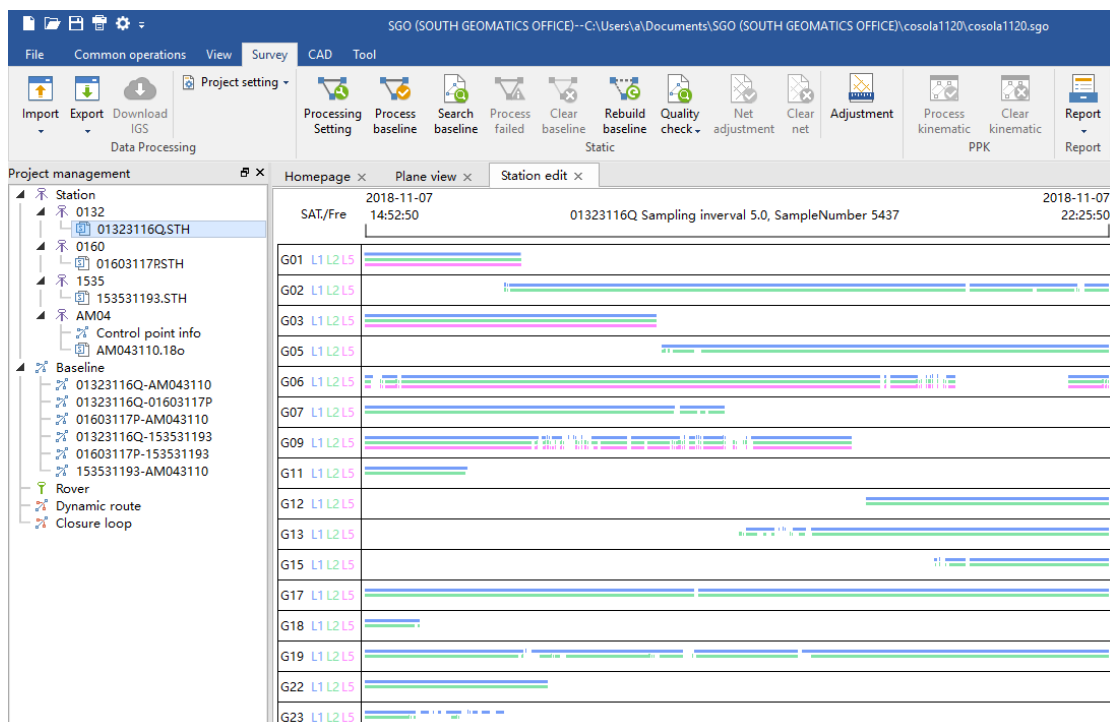 SGO (SOUTH GEOMATICS OFFICE)--C:\Users\a\Documents\SGO (SOUTH GEOMATICS OFFICE)\cosola1120\cosola1120.sgo
File Common operations View Survey CAD Tool
Project setting
Import Export Download IGS
Processing Setting Process baseline Search baseline Process failed Clear baseline Rebuild baseline Quality check Net adjustment Clear net Adjustment Process kinematic Clear kinematic Report
Data Processing Static PPK Report
Project management
Station
0132
01323116Q.STH
0160
01603117P.STH
1535
153531193.STH
AM04
Control point info
AM043110.18o
Baseline
01323116Q-AM043110
01323116Q-01603117P
01603117P-AM043110
01323116Q-153531193
01603117P-153531193
153531193-AM043110
Rover
Dynamic route
Closure loop
Homepage Plane view Station edit
2018-11-07 2018-11-07
SAT./Fre 14:52:50 01323116Q Sampling inverval 5.0, SampleNumber 5437 22:25:50
G01 L1 L2 L5
G02 L1 L2 L5
G03 L1 L2 L5
G05 L1 L2 L5
G06 L1 L2 L5
G07 L1 L2 L5
G09 L1 L2 L5
G11 L1 L2 L5
G12 L1 L2 L5
G13 L1 L2 L5
G15 L1 L2 L5
G17 L1 L2 L5
G18 L1 L2 L5
G19 L1 L2 L5
G22 L1 L2 L5
G23 L1 L2 L5